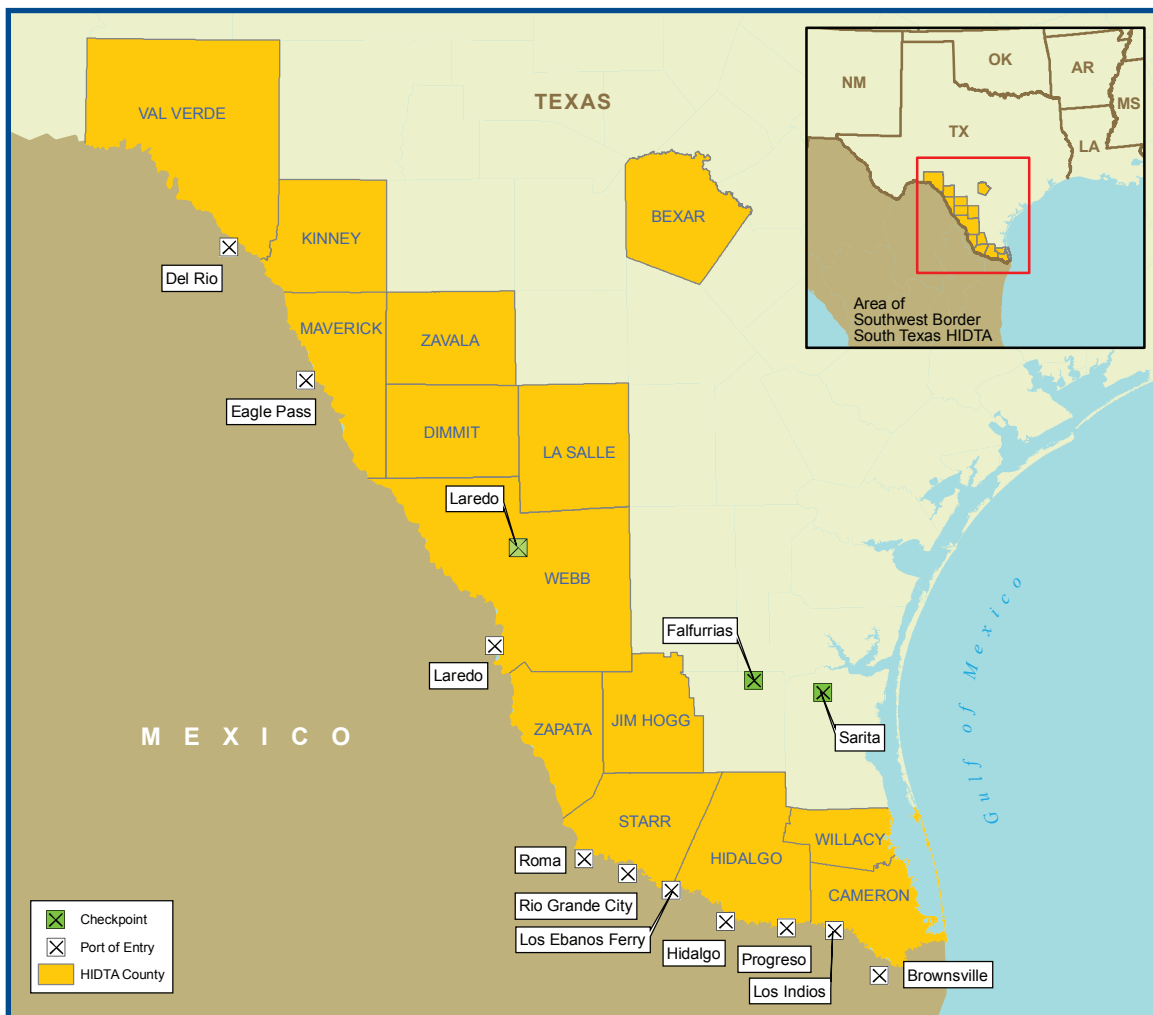 TEXAS
VAL VERDE
KINNEY
BEXAR
Del Rio
MAVERICK
ZAVALA
Eagle Pass
DIMMIT
LA SALLE
Laredo
WEBB
Falfurrias
Laredo
ZAPATA
JIM HOGG
Sarita
MEXICO
Gulf of Mexico
STARR
WILLACY
HIDALGO
CAMERON
Roma
Rio Grande City
Los Ebanos Ferry
Hidalgo
Progreso
Los Indios
Brownsville
Checkpoint
Port of Entry
HIDTA County
NM
OK
AR
MS
TX
LA
Area of
Southwest Border
South Texas HIDTA